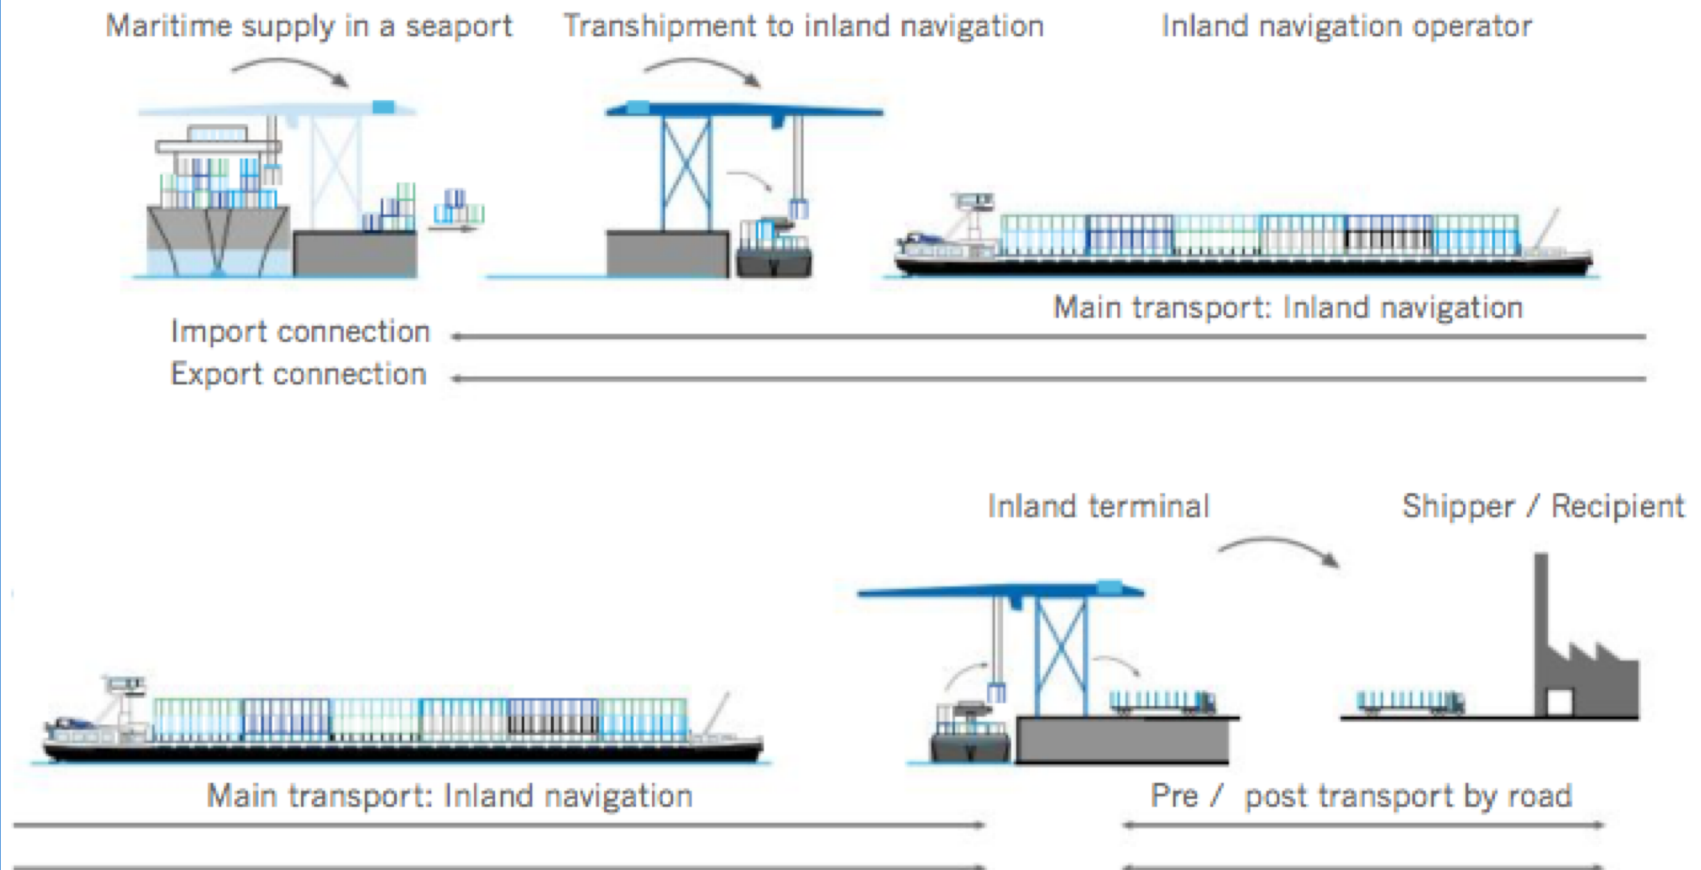 Maritime supply in a seaport
Transhipment to inland navigation
Inland navigation operator
Main transport: Inland navigation
Import connection
Export connection
Inland terminal
Shipper / Recipient
Main transport: Inland navigation
Pre / post transport by road